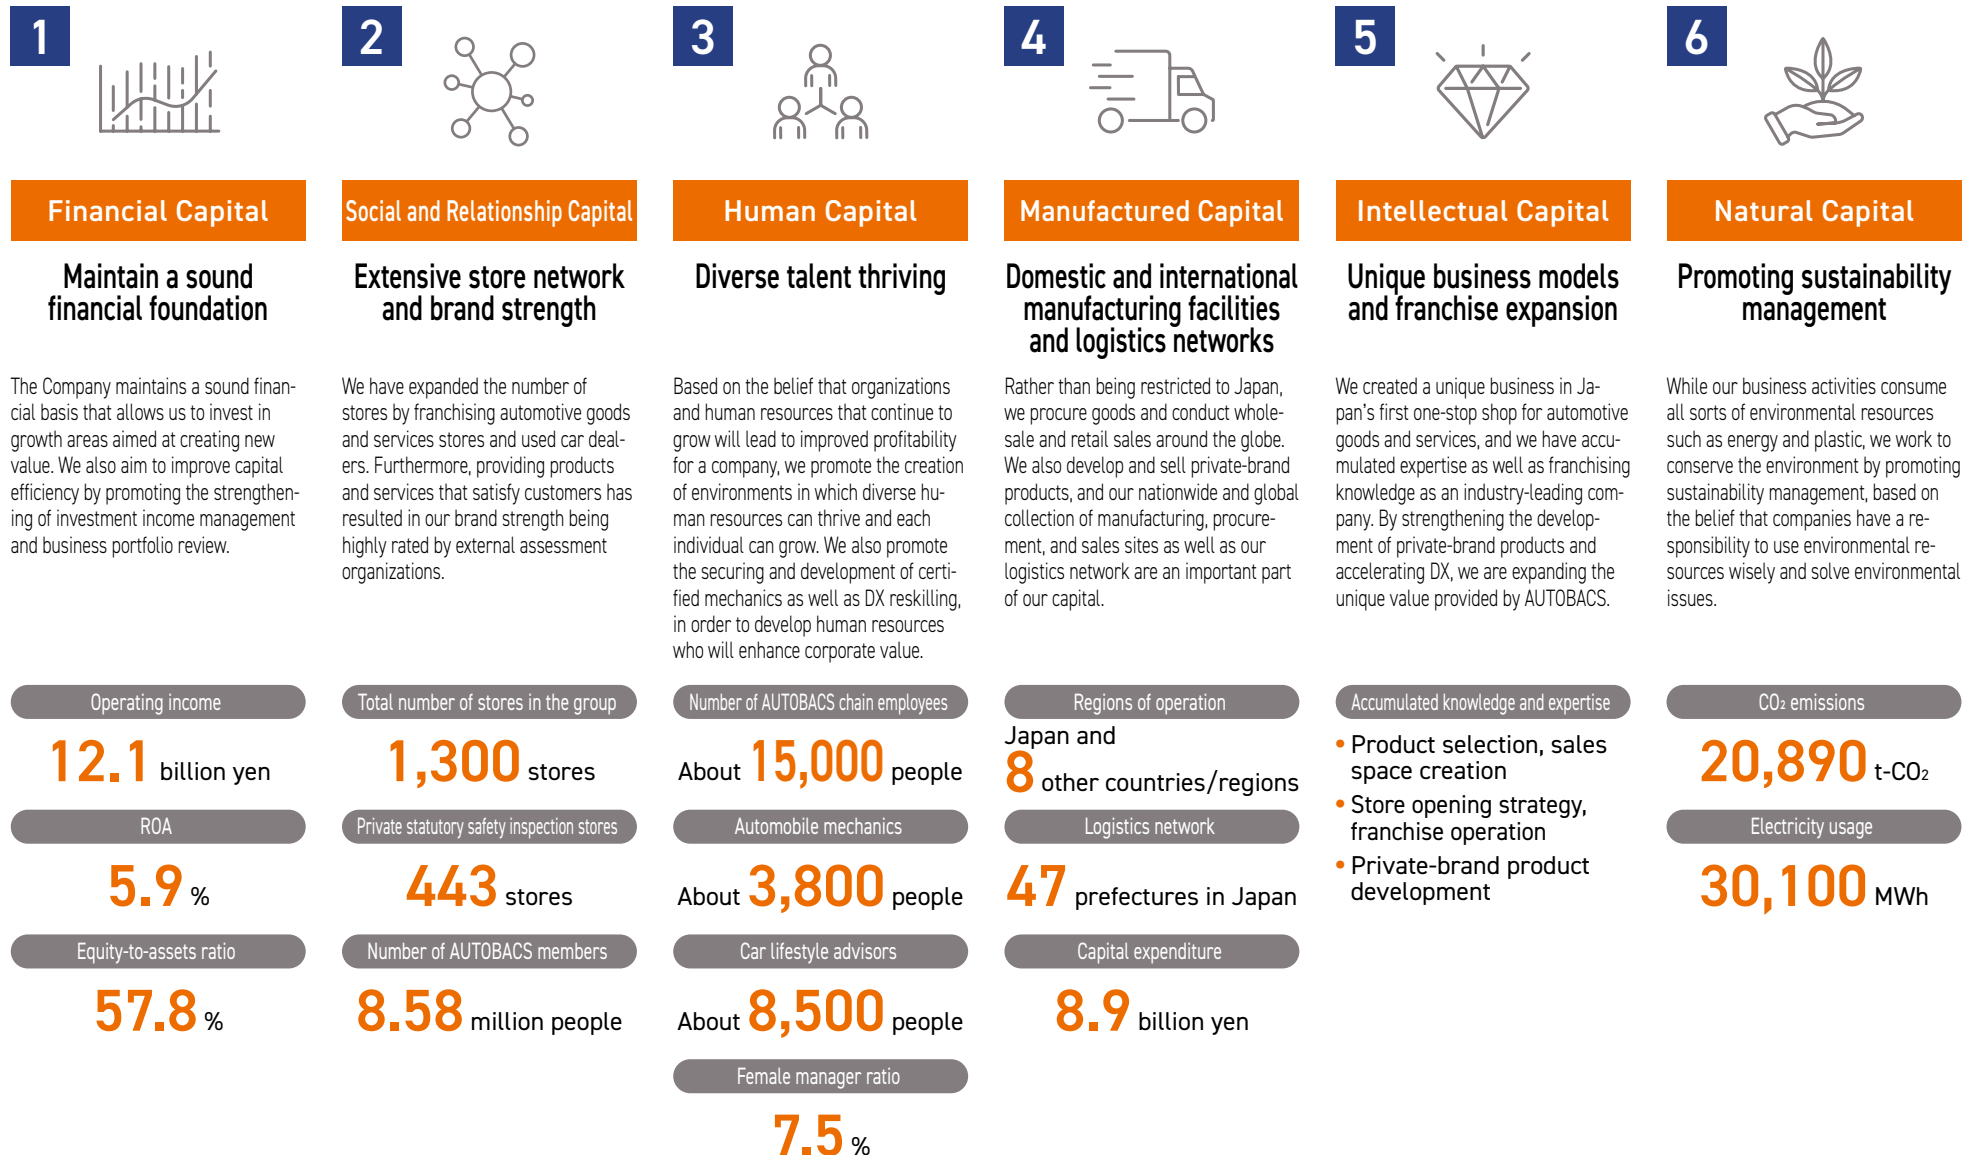 1
Financial Capital
Maintain a sound
financial foundation
The Company maintains a sound finan-
cial basis that allows us to invest in
growth areas aimed at creating new
value. We also aim to improve capital
efficiency by promoting the strengthen-
ing of investment income management
and business portfolio review.
Operating income
12.1 billion yen
ROA
5.9 %
Equity-to-assets ratio
57.8 %
2
Social and Relationship Capital
Extensive store network
and brand strength
We have expanded the number of
stores by franchising automotive goods
and services stores and used car deal-
ers. Furthermore, providing products
and services that satisfy customers has
resulted in our brand strength being
highly rated by external assessment
organizations.
Total number of stores in the group
1,300 stores
Private statutory safety inspection stores
443 stores
Number of AUTOBACS members
8.58 million people
3
Human Capital
Diverse talent thriving
Based on the belief that organizations
and human resources that continue to
grow will lead to improved profitability
for a company, we promote the creation
of environments in which diverse hu-
man resources can thrive and each
individual can grow. We also promote
the securing and development of certi-
fied mechanics as well as DX reskilling,
in order to develop human resources
who will enhance corporate value.
Number of AUTOBACS chain employees
About 15,000 people
Automobile mechanics
About 3,800 people
Car lifestyle advisors
About 8,500 people
Female manager ratio
7.5 %
4
Manufactured Capital
Domestic and international
manufacturing facilities
and logistics networks
Rather than being restricted to Japan,
we procure goods and conduct whole-
sale and retail sales around the globe.
We also develop and sell private-brand
products, and our nationwide and global
collection of manufacturing, procure-
ment, and sales sites as well as our
logistics network are an important part
of our capital.
Regions of operation
Japan and
8 other countries/regions
Logistics network
47 prefectures in Japan
Capital expenditure
8.9 billion yen
5
Intellectual Capital
Unique business models
and franchise expansion
We created a unique business in Ja-
pan's first one-stop shop for automotive
goods and services, and we have accu-
mulated expertise as well as franchising
knowledge as an industry-leading com-
pany. By strengthening the develop-
ment of private-brand products and
accelerating DX, we are expanding the
unique value provided by AUTOBACS.
Accumulated knowledge and expertise
• Product selection, sales
space creation
• Store opening strategy,
franchise operation
• Private-brand product
development
6
Natural Capital
Promoting sustainability
management
While our business activities consume
all sorts of environmental resources
such as energy and plastic, we work to
conserve the environment by promoting
sustainability management, based on
the belief that companies have a re-
sponsibility to use environmental re-
sources wisely and solve environmental
issues.
CO₂ emissions
20,890 t-CO₂
Electricity usage
30,100 MWh